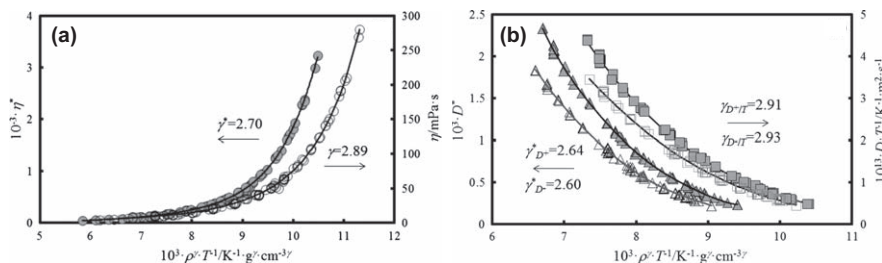 (a)
10⁻³·η*
4
3
2
1
0
γ*=2.70
γ=2.89
300
250
200
150
100
50
0
η/mPa·s
5 6 7 8 9 10 11 12
10³·ρ^γ·T⁻¹/K⁻¹·g^γ·cm⁻³ᵞ
(b)
10³·D*
2.5
2
1.5
1
0.5
0
γ_D+/T=2.91
γ_D-/T=2.93
γ*_D+=2.64
γ*_D-=2.60
5
4
3
2
1
0
10¹³·D·T⁻¹/K⁻¹·m²·s⁻¹
6 7 8 9 10 11
10³·ρ^γ·T⁻¹/K⁻¹·g^γ·cm⁻³ᵞ